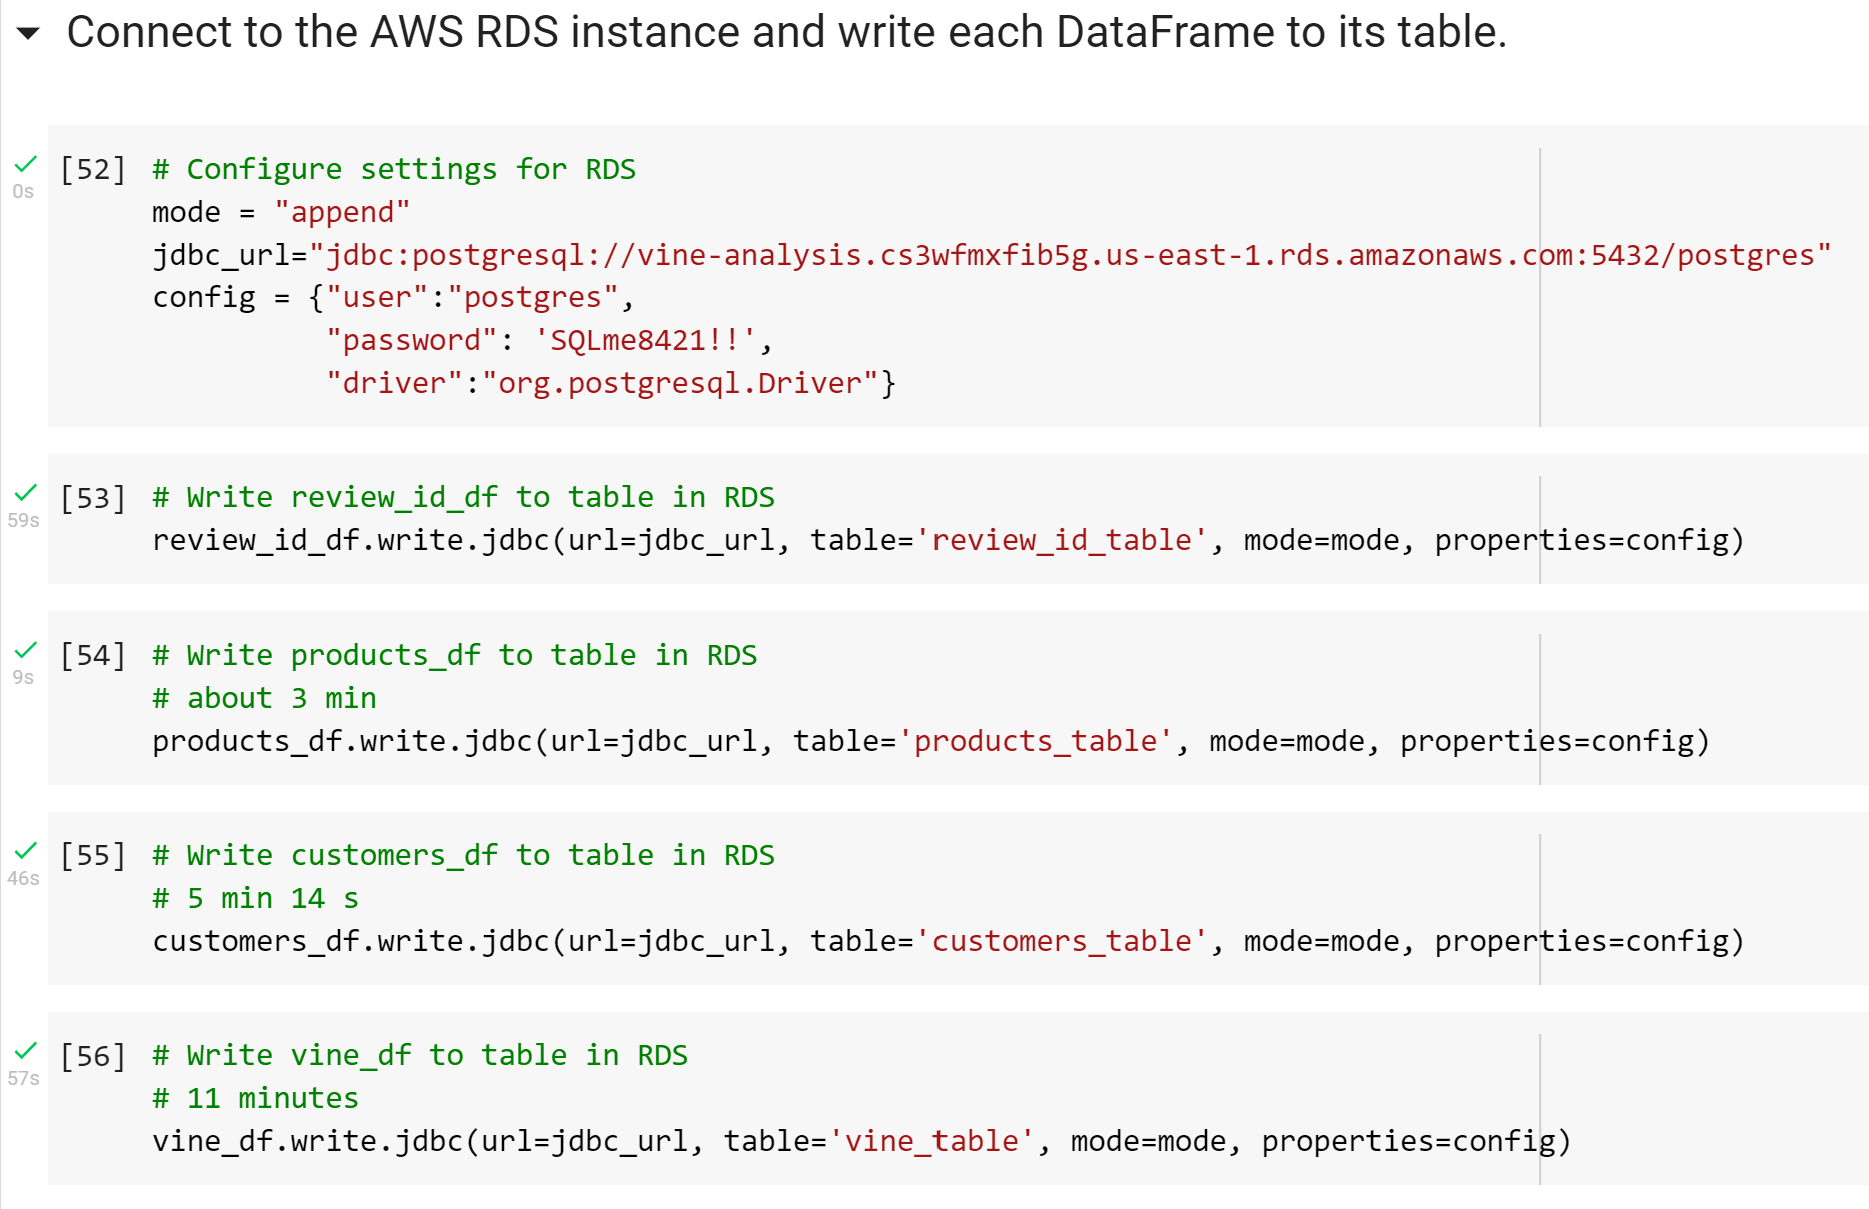 Connect to the AWS RDS instance and write each DataFrame to its table.
0s
[52] # Configure settings for RDS
mode = "append"
jdbc_url="jdbc:postgresql://vine-analysis.cs3wfmxfib5g.us-east-1.rds.amazonaws.com:5432/postgres"
config = {"user":"postgres",
"password": 'SQLme8421!!',
"driver":"org.postgresql.Driver"}
59s
[53] # Write review_id_df to table in RDS
review_id_df.write.jdbc(url=jdbc_url, table='review_id_table', mode=mode, properties=config)
9s
[54] # Write products_df to table in RDS
# about 3 min
products_df.write.jdbc(url=jdbc_url, table='products_table', mode=mode, properties=config)
46s
[55] # Write customers_df to table in RDS
# 5 min 14 s
customers_df.write.jdbc(url=jdbc_url, table='customers_table', mode=mode, properties=config)
57s
[56] # Write vine_df to table in RDS
# 11 minutes
vine_df.write.jdbc(url=jdbc_url, table='vine_table', mode=mode, properties=config)